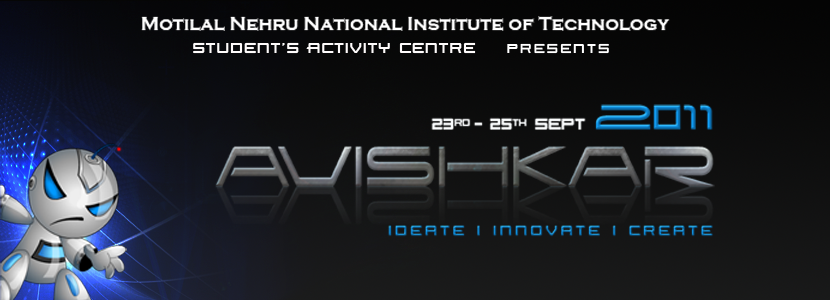 Motilal Nehru National Institute of Technology
STUDENT'S ACTIVITY CENTRE PRESENTS
23RD - 25TH SEPT 2011
AVISHKAR
IDEATE | INNOVATE | CREATE